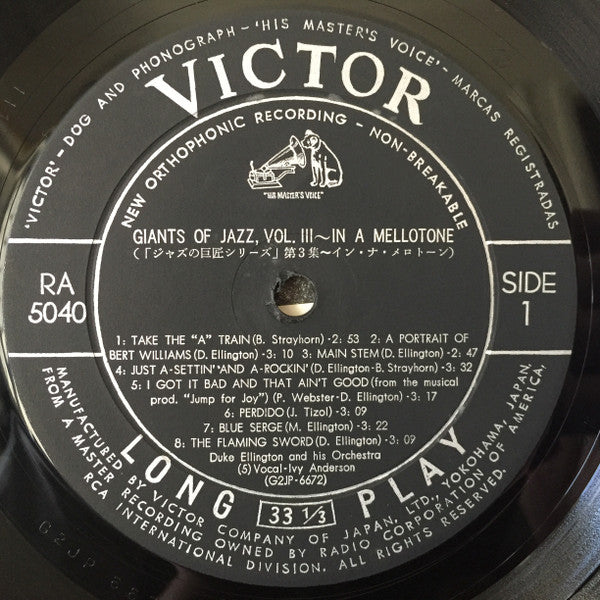 'VICTOR' – DOG AND PHONOGRAPH – 'HIS MASTER'S VOICE' – MARCAS REGISTRADAS
VICTOR
NEW ORTHOPHONIC RECORDING – NON-BREAKABLE
"HIS MASTER'S VOICE"
GIANTS OF JAZZ, VOL. III〜IN A MELLOTONE
(「ジャズの巨匠シリーズ」第3集〜イン・ナ・メロトーン)
RA
5040
SIDE
1
1: TAKE THE "A" TRAIN (B. Strayhorn) -2: 53 2: A PORTRAIT OF
BERT WILLIAMS (D. Ellington) -3: 10 3: MAIN STEM (D. Ellington) -2: 47
4: JUST A-SETTIN' AND A-ROCKIN' (D. Ellington-B. Strayhorn) -3: 32
5: I GOT IT BAD AND THAT AIN'T GOOD (from the musical
prod. "Jump for Joy") (P. Webster-D. Ellington) -3: 17
6: PERDIDO (J. Tizol) -3: 09
7: BLUE SERGE (M. Ellington) -3: 22
8: THE FLAMING SWORD (D. Ellington) -3: 09
Duke Ellington and his Orchestra
(5) Vocal-Ivy Anderson
(G2JP-6672)
LONG 33 1/3 PLAY
MANUFACTURED BY VICTOR COMPANY OF JAPAN, LTD., YOKOHAMA, JAPAN.
FROM A MASTER RECORDING OWNED BY RADIO CORPORATION OF AMERICA.
RCA INTERNATIONAL DIVISION. ALL RIGHTS RESERVED.